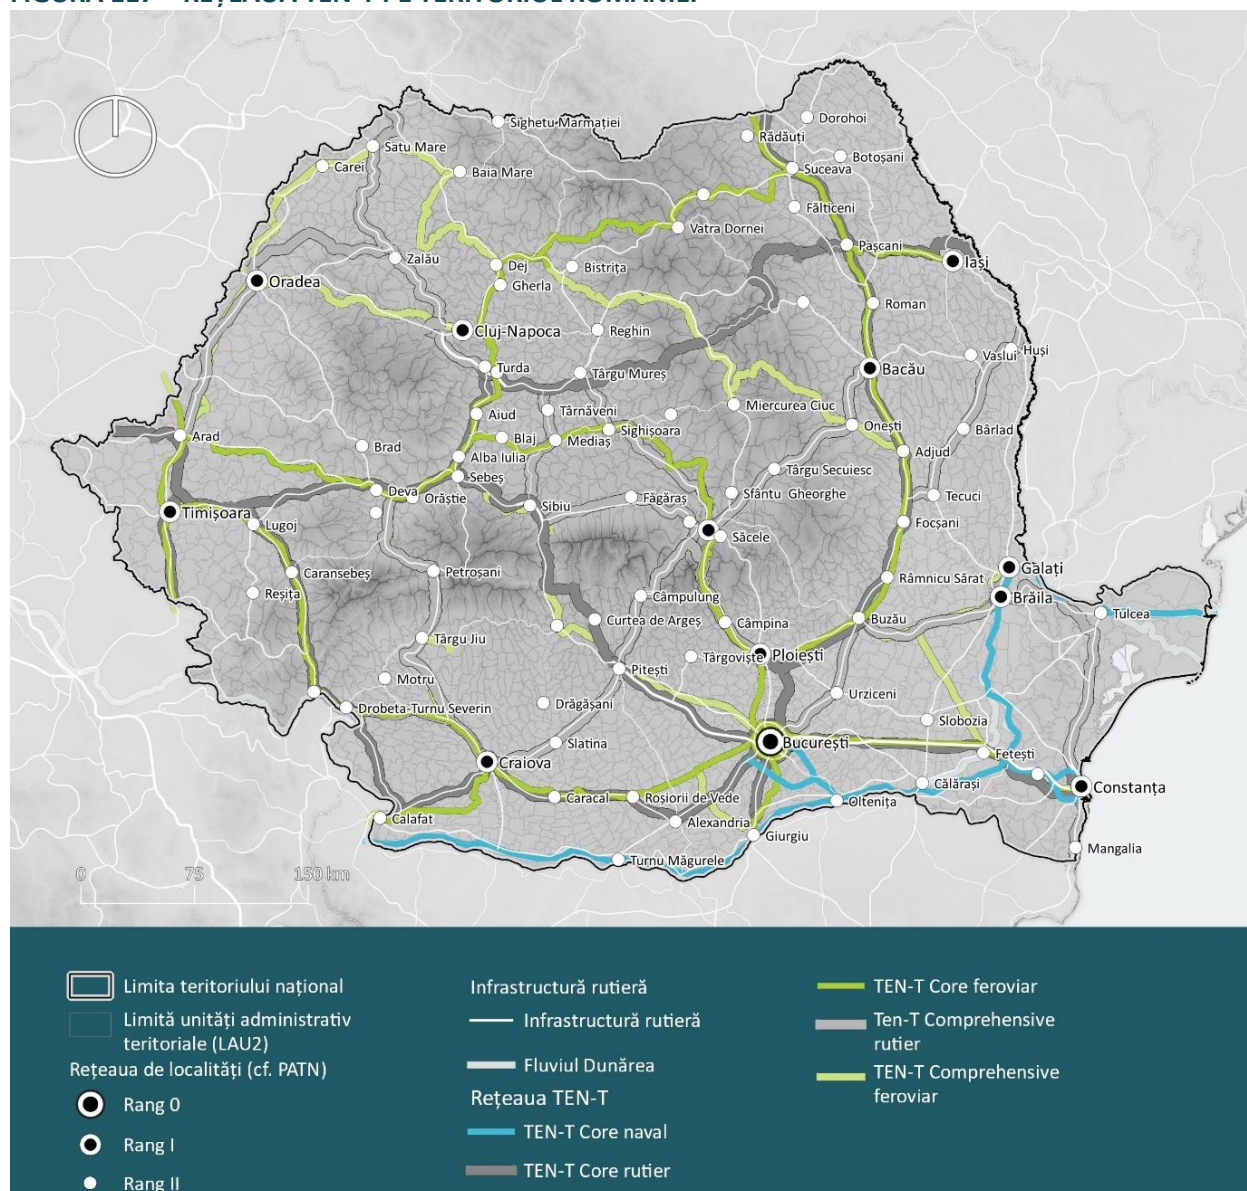 Sighetu Marmației
Dorohoi
Rădăuți
Satu Mare
Botoșani
Carei
Baia Mare
Suceava
Fălticeni
Vatra Dornei
Pașcani
Iași
Zalău
Dej
Bistrița
Oradea
Gherla
Roman
Cluj-Napoca
Reghin
Vaslui
Huși
Turda
Târgu Mureș
Bacău
Miercurea Ciuc
Aiud
Târnăveni
Onești
Bârlad
Arad
Brad
Blaj
Mediaș
Sighișoara
Adjud
Alba Iulia
Târgu Secuiesc
Sebeș
Deva
Orăștie
Sibiu
Făgăraș
Sfântu Gheorghe
Tecuci
Timișoara
Lugoj
Săcele
Focșani
Caransebeș
Petroșani
Galați
Râmnicu Sărat
Reșița
Câmpulung
Brăila
Curtea de Argeș
Câmpina
Buzău
Tulcea
Târgu Jiu
Târgoviște
Ploiești
Pitești
Motru
Urziceni
Drobeta-Turnu Severin
Drăgășani
Slobozia
Slatina
București
Fetești
Craiova
Călărași
Constanța
Caracal
Roșiorii de Vede
Oltenița
Calafat
Alexandria
Giurgiu
Mangalia
Turnu Măgurele
0 75 150 km
Limita teritoriului național
Limită unități administrativ
teritoriale (LAU2)
Rețeaua de localități (cf. PATN)
Rang 0
Rang I
Rang II
Infrastructură rutieră
Infrastructură rutieră
Fluviul Dunărea
Rețeaua TEN-T
TEN-T Core naval
TEN-T Core rutier
TEN-T Core feroviar
Ten-T Comprehensive
rutier
TEN-T Comprehensive
feroviar